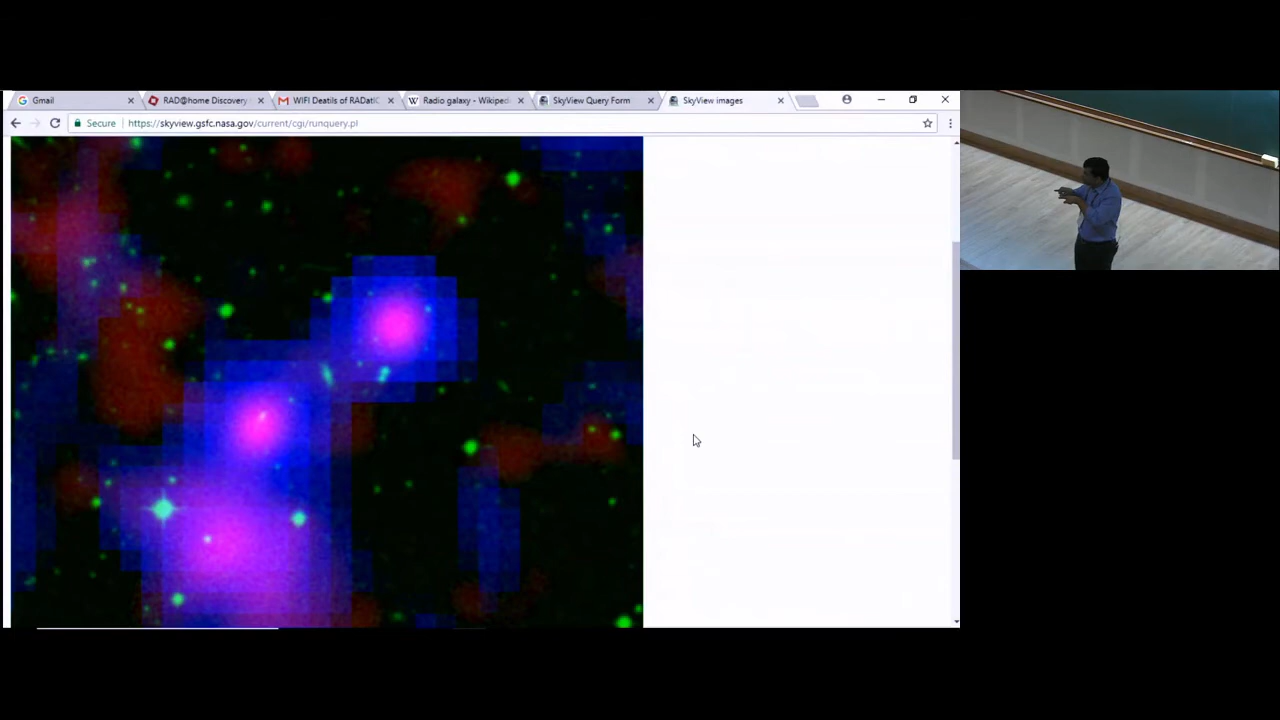 Gmail
RAD@home Discovery
WIFI Deatils of RADatIC
Radio galaxy - Wikiped
SkyView Query Form
SkyView images
Secure
https://skyview.gsfc.nasa.gov/current/cgi/runquery.pl